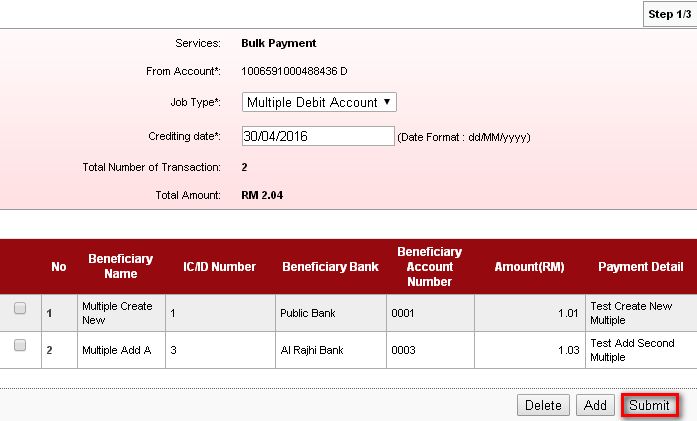 Step 1/3
Services: Bulk Payment
From Account*: 1006591000488436 D
Job Type*: Multiple Debit Account
Crediting date*: 30/04/2016 (Date Format : dd/MM/yyyy)
Total Number of Transaction: 2
Total Amount: RM 2.04
No Beneficiary Name IC/ID Number Beneficiary Bank Beneficiary Account Number Amount(RM) Payment Detail
1 Multiple Create New 1 Public Bank 0001 1.01 Test Create New Multiple
2 Multiple Add A 3 Al Rajhi Bank 0003 1.03 Test Add Second Multiple
Delete Add Submit